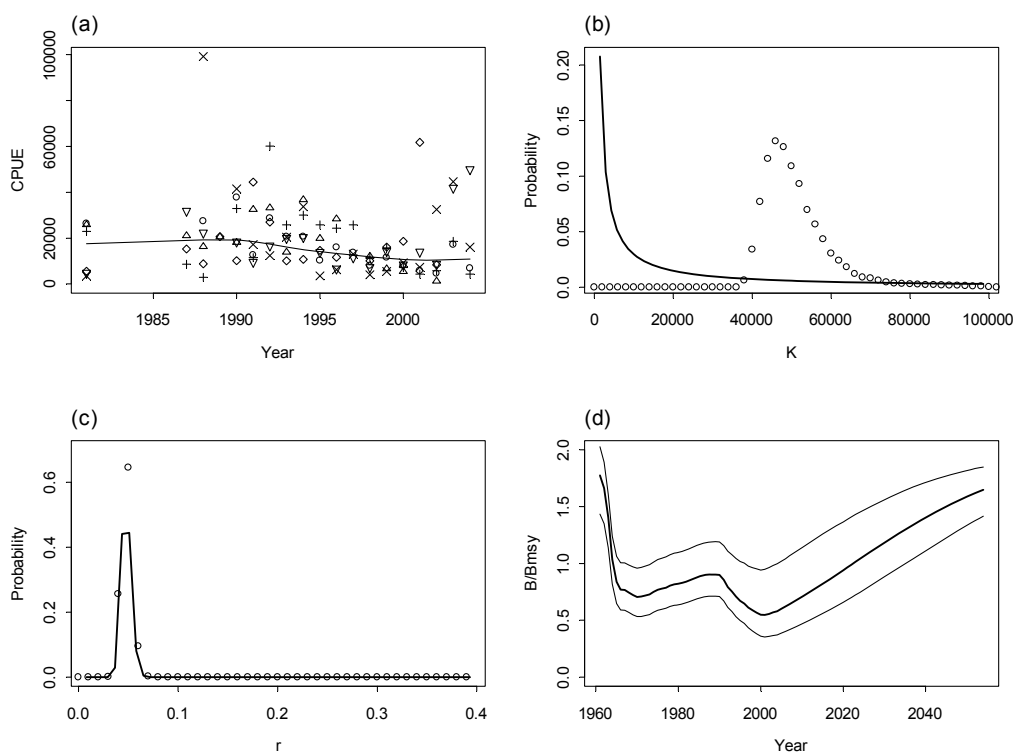 (a)
CPUE
0 20000 60000 100000
1985 1990 1995 2000
Year
(b)
Probability
0.00 0.05 0.10 0.15 0.20
0 20000 40000 60000 80000 100000
K
(c)
Probability
0.0 0.2 0.4 0.6
0.0 0.1 0.2 0.3 0.4
r
(d)
B/Bmsy
0.0 0.5 1.0 1.5 2.0
1960 1980 2000 2020 2040
Year